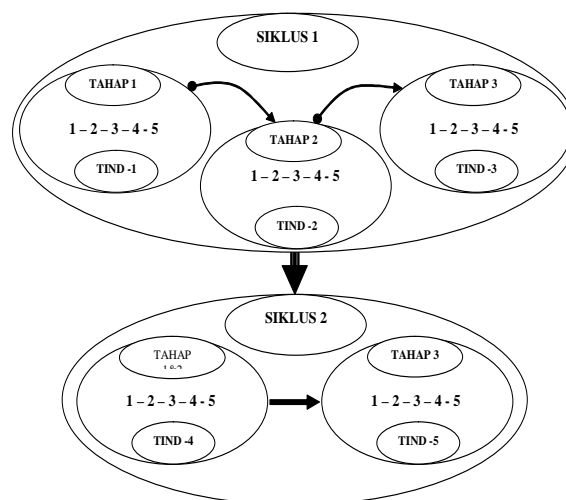 SIKLUS 1
TAHAP 1
1 – 2 – 3 – 4 - 5
TIND -1
TAHAP 2
1 – 2 – 3 – 4 - 5
TIND -2
TAHAP 3
1 – 2 – 3 – 4 - 5
TIND -3
SIKLUS 2
TAHAP
1 – 2 – 3 – 4 - 5
TIND -4
TAHAP 3
1 – 2 – 3 – 4 - 5
TIND -5